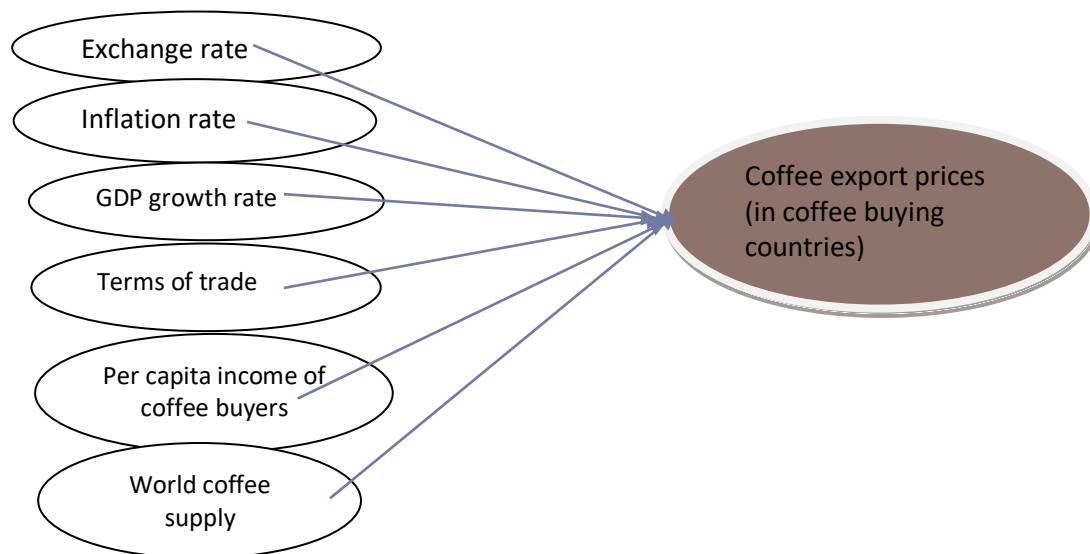 Exchange rate
Inflation rate
GDP growth rate
Terms of trade
Per capita income of
coffee buyers
World coffee
supply
Coffee export prices
(in coffee buying
countries)